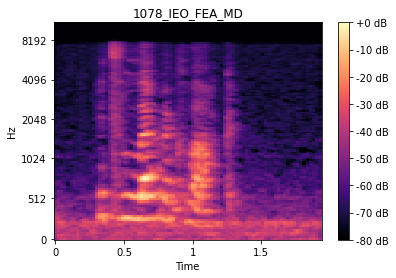 1078_IEO_FEA_MD
+0 dB
8192
-10 dB
4096
-20 dB
-30 dB
2048
Hz
-40 dB
1024
-50 dB
512
-60 dB
-70 dB
0
-80 dB
0 0.5 1 1.5
Time